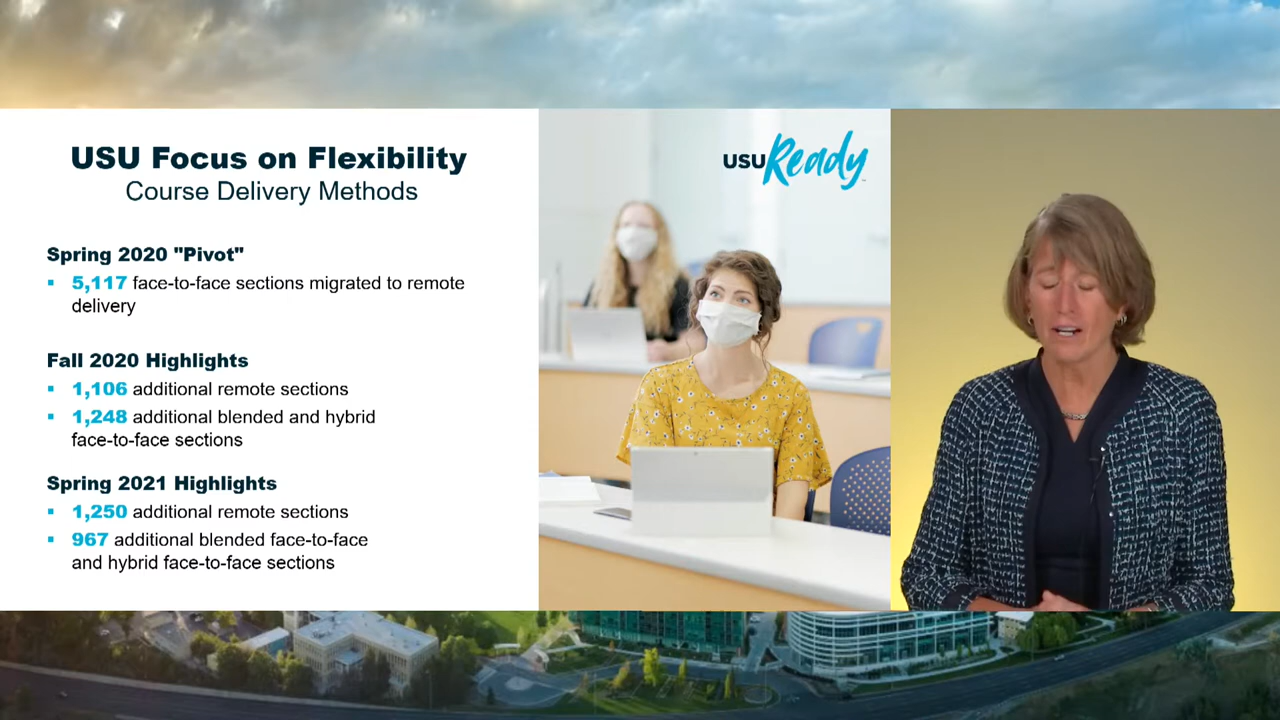 USU Focus on Flexibility
Course Delivery Methods
Spring 2020 "Pivot"
▪ 5,117 face-to-face sections migrated to remote
delivery
Fall 2020 Highlights
▪ 1,106 additional remote sections
▪ 1,248 additional blended and hybrid
face-to-face sections
Spring 2021 Highlights
▪ 1,250 additional remote sections
▪ 967 additional blended face-to-face
and hybrid face-to-face sections
USU Ready